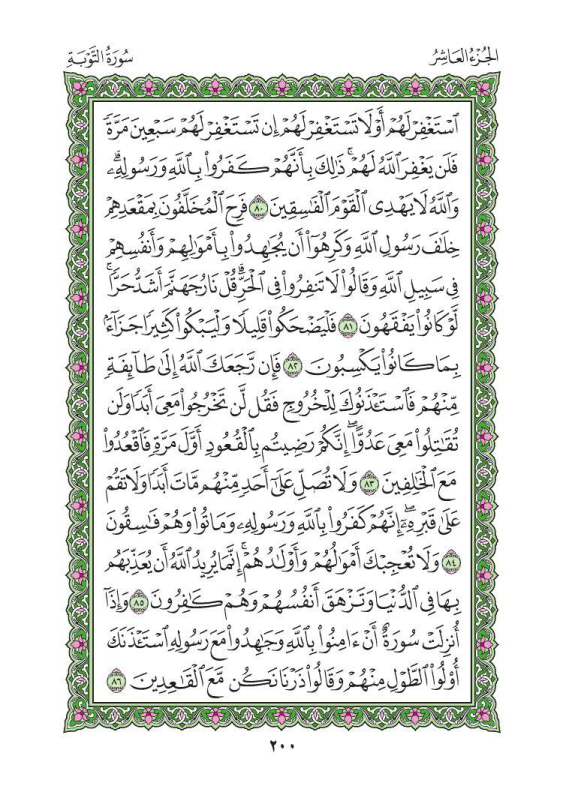 الجُزْءُ العَاشِرُ
سُورَةُ التَّوْبَةِ
ٱسْتَغْفِرْ لَهُمْ أَوْ لَا تَسْتَغْفِرْ لَهُمْ إِن تَسْتَغْفِرْ لَهُمْ سَبْعِينَ مَرَّةً
فَلَن يَغْفِرَ ٱللَّهُ لَهُمْ ۚ ذَٰلِكَ بِأَنَّهُمْ كَفَرُوا۟ بِٱللَّهِ وَرَسُولِهِۦ ۗ
وَٱللَّهُ لَا يَهْدِى ٱلْقَوْمَ ٱلْفَـٰسِقِينَ ٨٠ فَرِحَ ٱلْمُخَلَّفُونَ بِمَقْعَدِهِمْ
خِلَـٰفَ رَسُولِ ٱللَّهِ وَكَرِهُوٓا۟ أَن يُجَـٰهِدُوا۟ بِأَمْوَٰلِهِمْ وَأَنفُسِهِمْ
فِى سَبِيلِ ٱللَّهِ وَقَالُوا۟ لَا تَنفِرُوا۟ فِى ٱلْحَرِّ ۗ قُلْ نَارُ جَهَنَّمَ أَشَدُّ حَرًّا ۚ
لَّوْ كَانُوا۟ يَفْقَهُونَ ٨١ فَلْيَضْحَكُوا۟ قَلِيلًا وَلْيَبْكُوا۟ كَثِيرًا جَزَآءًۢ
بِمَا كَانُوا۟ يَكْسِبُونَ ٨٢ فَإِن رَّجَعَكَ ٱللَّهُ إِلَىٰ طَآئِفَةٍ
مِّنْهُمْ فَٱسْتَـْٔذَنُوكَ لِلْخُرُوجِ فَقُل لَّن تَخْرُجُوا۟ مَعِىَ أَبَدًا وَلَن
تُقَـٰتِلُوا۟ مَعِىَ عَدُوًّا ۖ إِنَّكُمْ رَضِيتُم بِٱلْقُعُودِ أَوَّلَ مَرَّةٍ فَٱقْعُدُوا۟
مَعَ ٱلْخَـٰلِفِينَ ٨٣ وَلَا تُصَلِّ عَلَىٰٓ أَحَدٍ مِّنْهُم مَّاتَ أَبَدًا وَلَا تَقُمْ
عَلَىٰ قَبْرِهِۦٓ ۖ إِنَّهُمْ كَفَرُوا۟ بِٱللَّهِ وَرَسُولِهِۦ وَمَاتُوا۟ وَهُمْ فَـٰسِقُونَ
٨٤ وَلَا تُعْجِبْكَ أَمْوَٰلُهُمْ وَأَوْلَـٰدُهُمْ ۚ إِنَّمَا يُرِيدُ ٱللَّهُ أَن يُعَذِّبَهُم
بِهَا فِى ٱلدُّنْيَا وَتَزْهَقَ أَنفُسُهُمْ وَهُمْ كَـٰفِرُونَ ٨٥ وَإِذَآ
أُنزِلَتْ سُورَةٌ أَنْ ءَامِنُوا۟ بِٱللَّهِ وَجَـٰهِدُوا۟ مَعَ رَسُولِهِ ٱسْتَـْٔذَنَكَ
أُو۟لُوا۟ ٱلطَّوْلِ مِنْهُمْ وَقَالُوا۟ ذَرْنَا نَكُن مَّعَ ٱلْقَـٰعِدِينَ ٨٦
٢٠٠